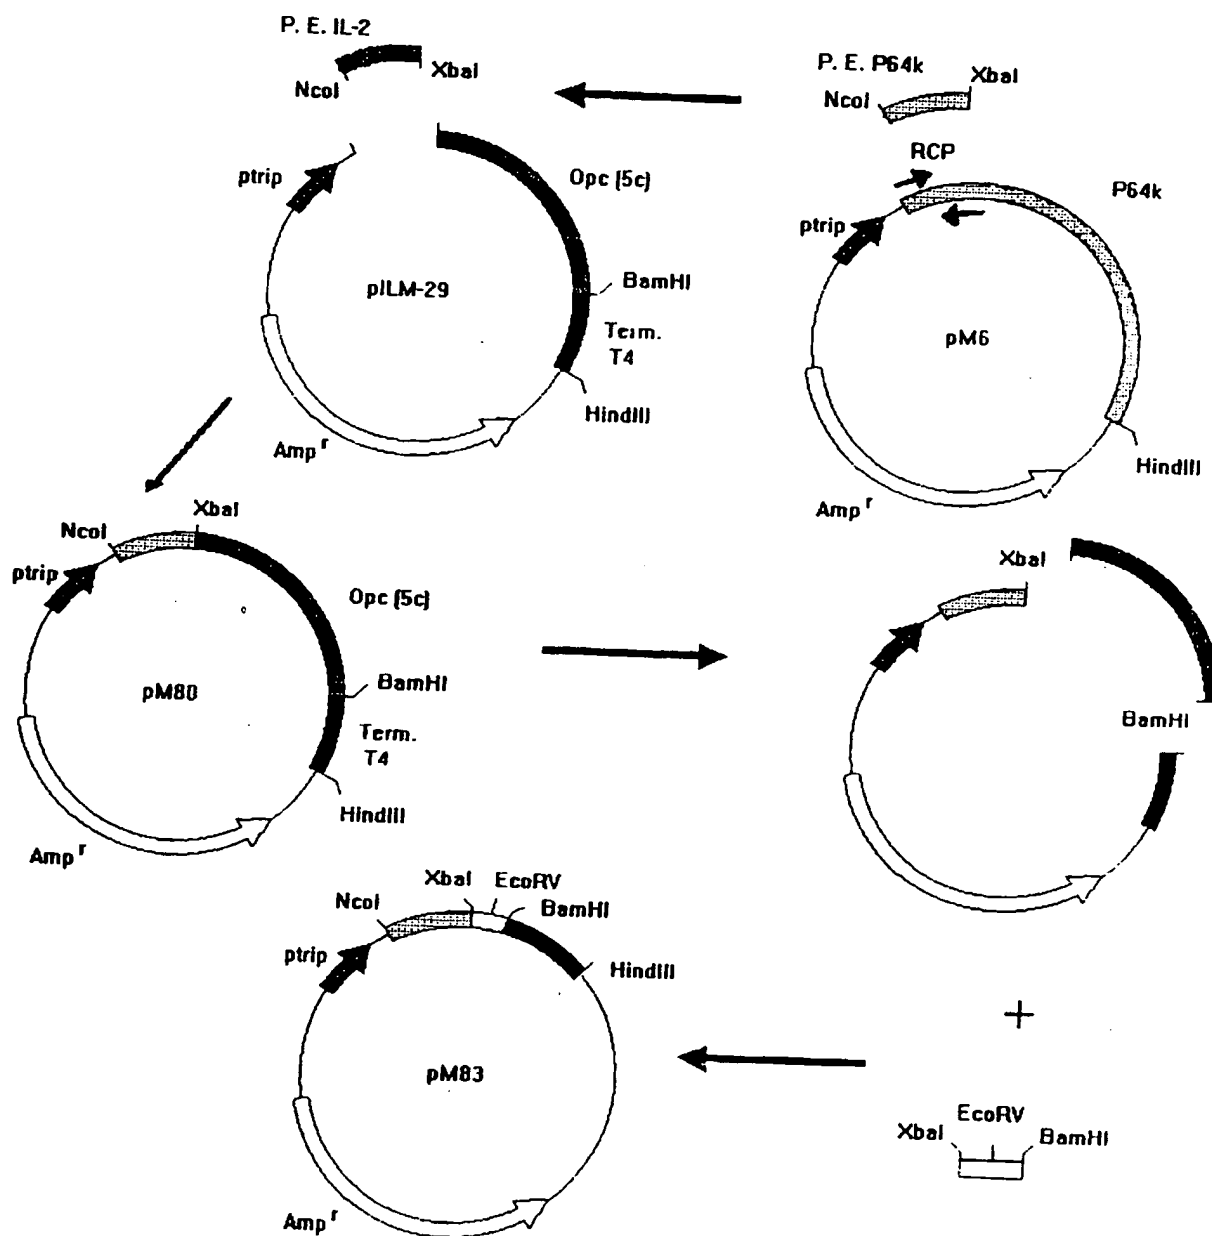 P. E. IL-2
NcoI
XbaI
P. E. P64k
NcoI
XbaI
RCP
P64k
ptrip
Opc (5c)
ptrip
BamHI
pILM-29
pM6
Term.
T4
HindIII
HindIII
Amp r
Amp r
NcoI
XbaI
ptrip
Opc (5c)
BamHI
pM80
Term.
T4
HindIII
Amp r
XbaI
BamHI
XbaI
EcoRV
NcoI
BamHI
ptrip
HindIII
pM83
Amp r
+
EcoRV
XbaI
BamHI